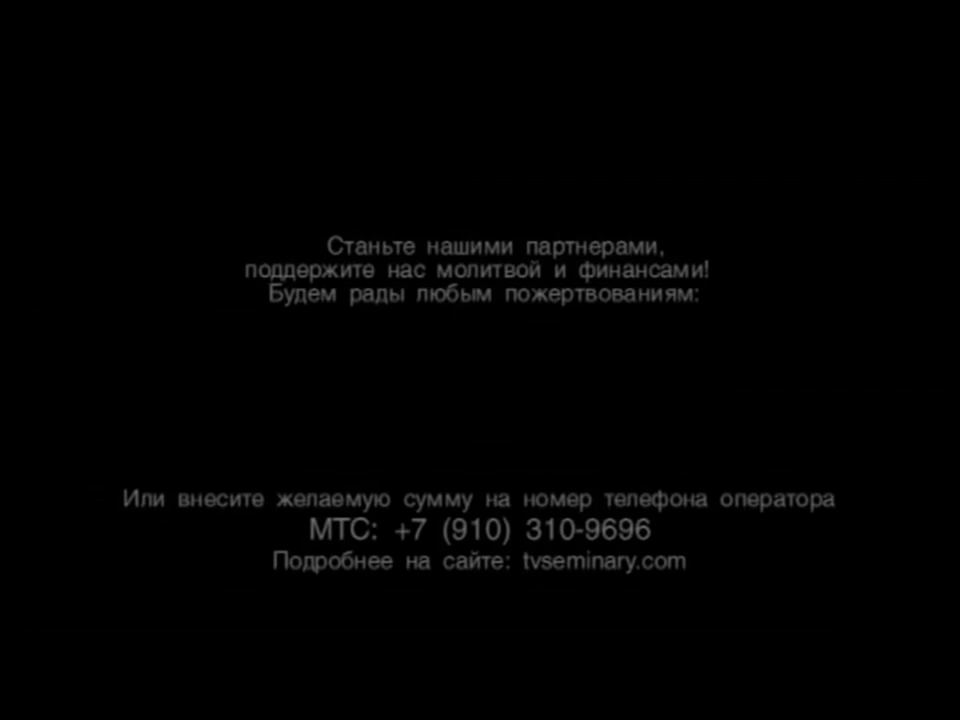 Станьте нашими партнерами,
поддержите нас молитвой и финансами!
Будем рады любым пожертвованиям:
Или внесите желаемую сумму на номер телефона оператора
МТС: +7 (910) 310-9696
Подробнее на сайте: tvseminary.com